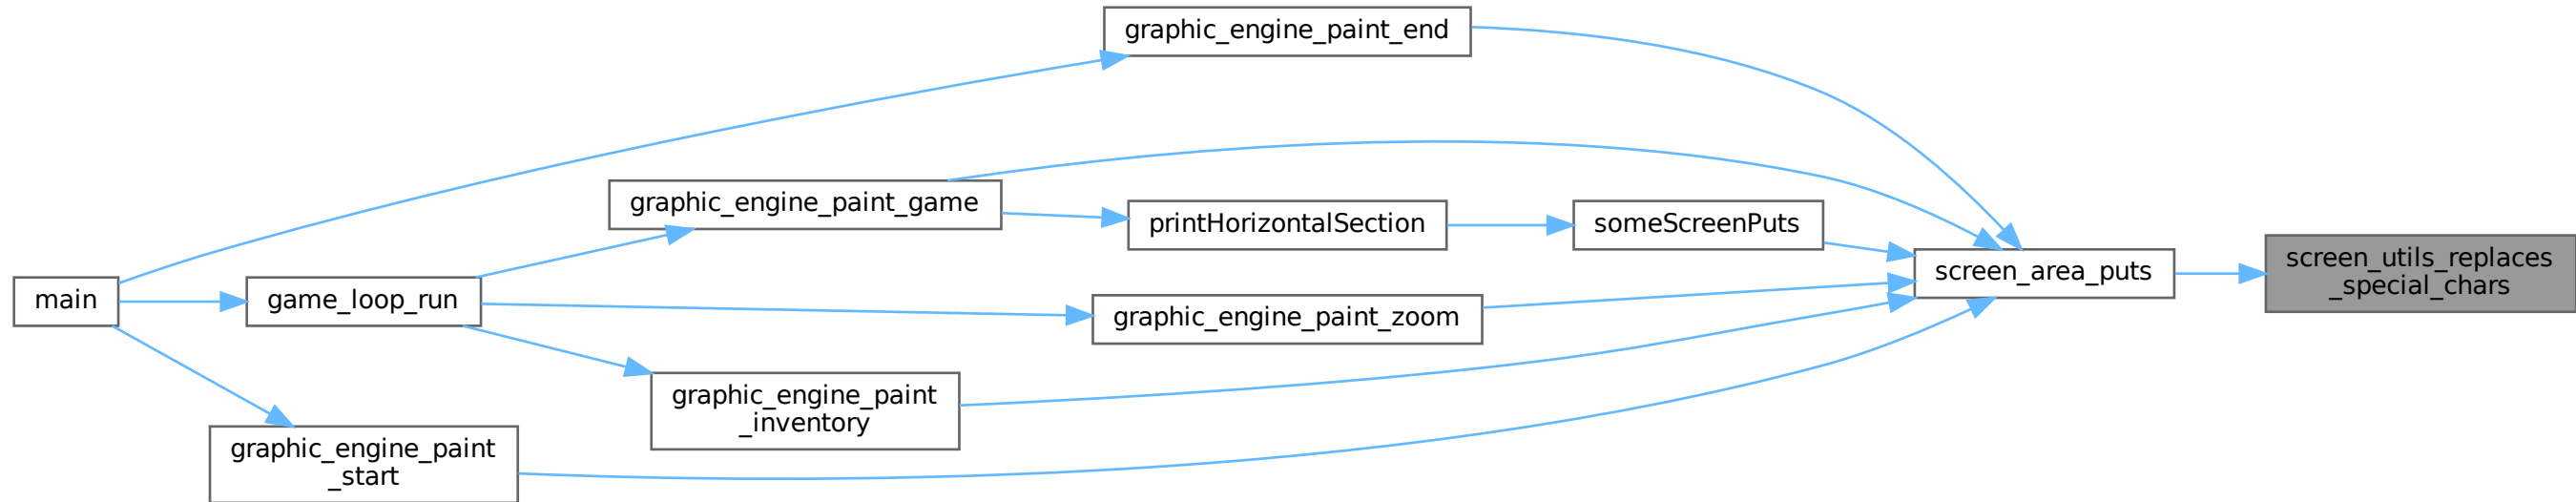 graphic_engine_paint_end
graphic_engine_paint_game
printHorizontalSection
someScreenPuts
screen_area_puts
screen_utils_replaces
_special_chars
main
game_loop_run
graphic_engine_paint_zoom
graphic_engine_paint
_inventory
graphic_engine_paint
_start